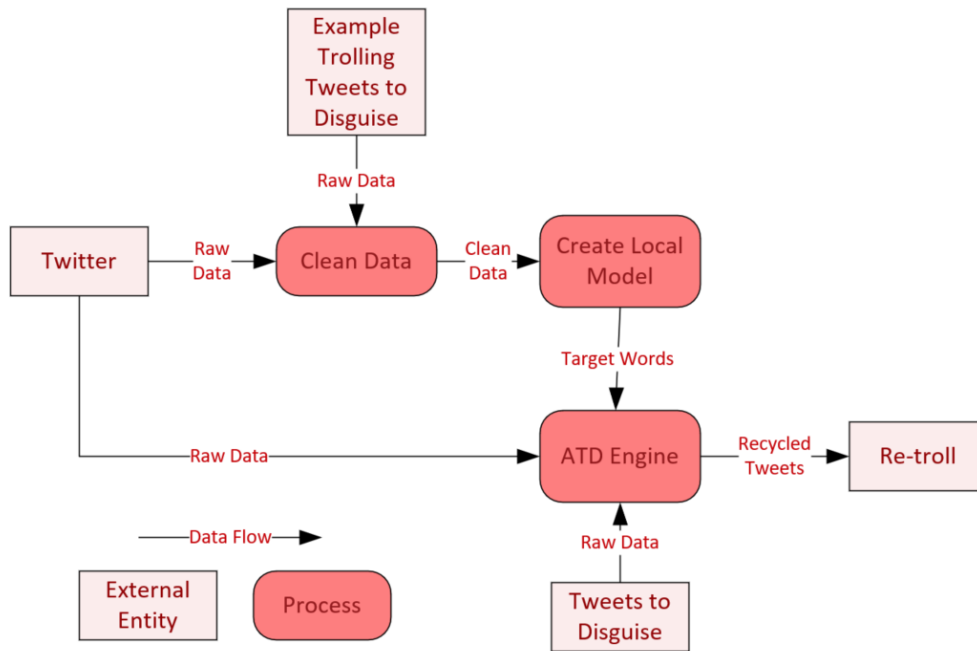 Example
Trolling
Tweets to
Disguise
Raw Data
Twitter
Raw
Data
Clean Data
Clean
Data
Create Local
Model
Target Words
Raw Data
ATD Engine
Recycled
Tweets
Re-troll
Data Flow
Raw Data
External
Entity
Process
Tweets to
Disguise